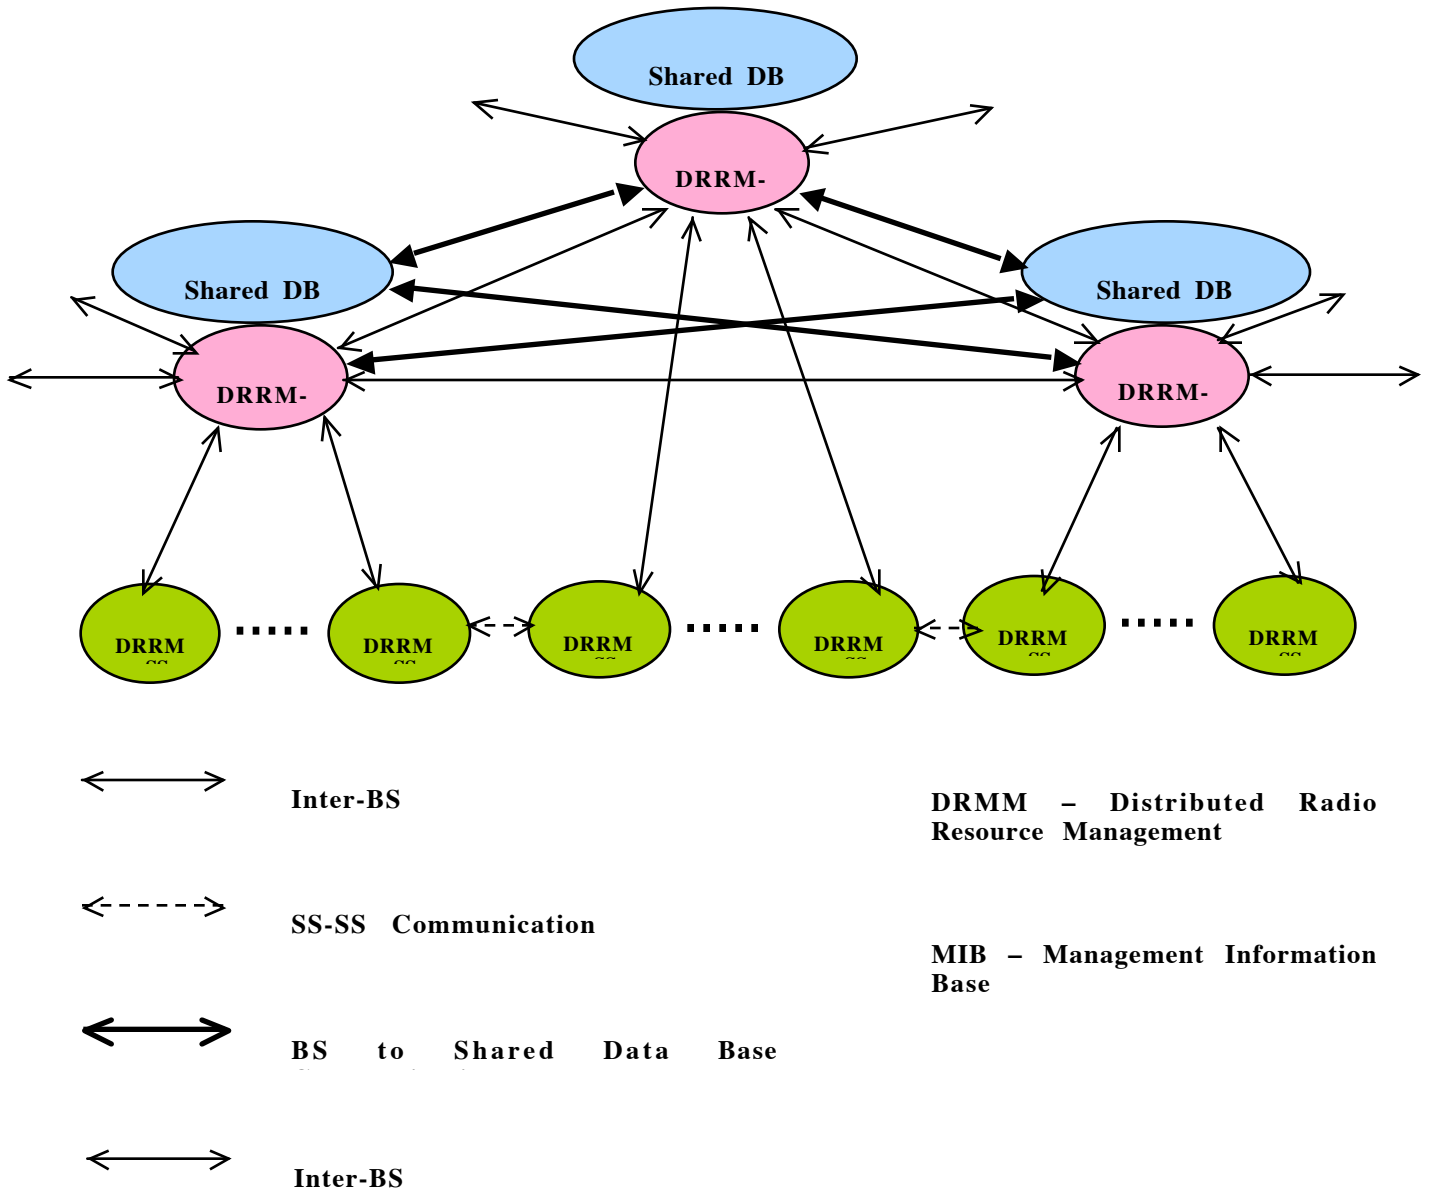 Shared DB
DRRM-
Shared DB
Shared DB
DRRM-
DRRM-
DRRM
DRRM
DRRM
DRRM
DRRM
DRRM
Inter-BS
DRMM – Distributed Radio
Resource Management
SS-SS Communication
MIB – Management Information
Base
BS to Shared Data Base
Inter-BS